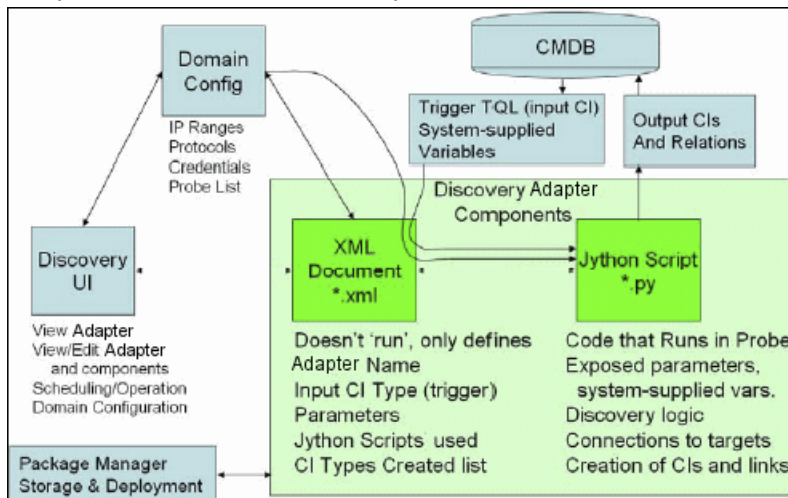 Domain
Config
IP Ranges
Protocols
Credentials
Probe List
CMDB
Trigger TQL (input CI)
System-supplied
Variables
Output CIs
And Relations
Discovery Adapter
Components
Discovery
UI
View Adapter
View/Edit Adapter
and components
Scheduling/Operation
Domain Configuration
XML
Document
*.xml
Doesn't 'run', only defines
Adapter Name
Input CI Type (trigger)
Parameters
Jython Scripts used
CI Types Created list
Jython Script
*.py
Code that Runs in Probe
Exposed parameters,
system-supplied vars.
Discovery logic
Connections to targets
Creation of CIs and links
Package Manager
Storage & Deployment